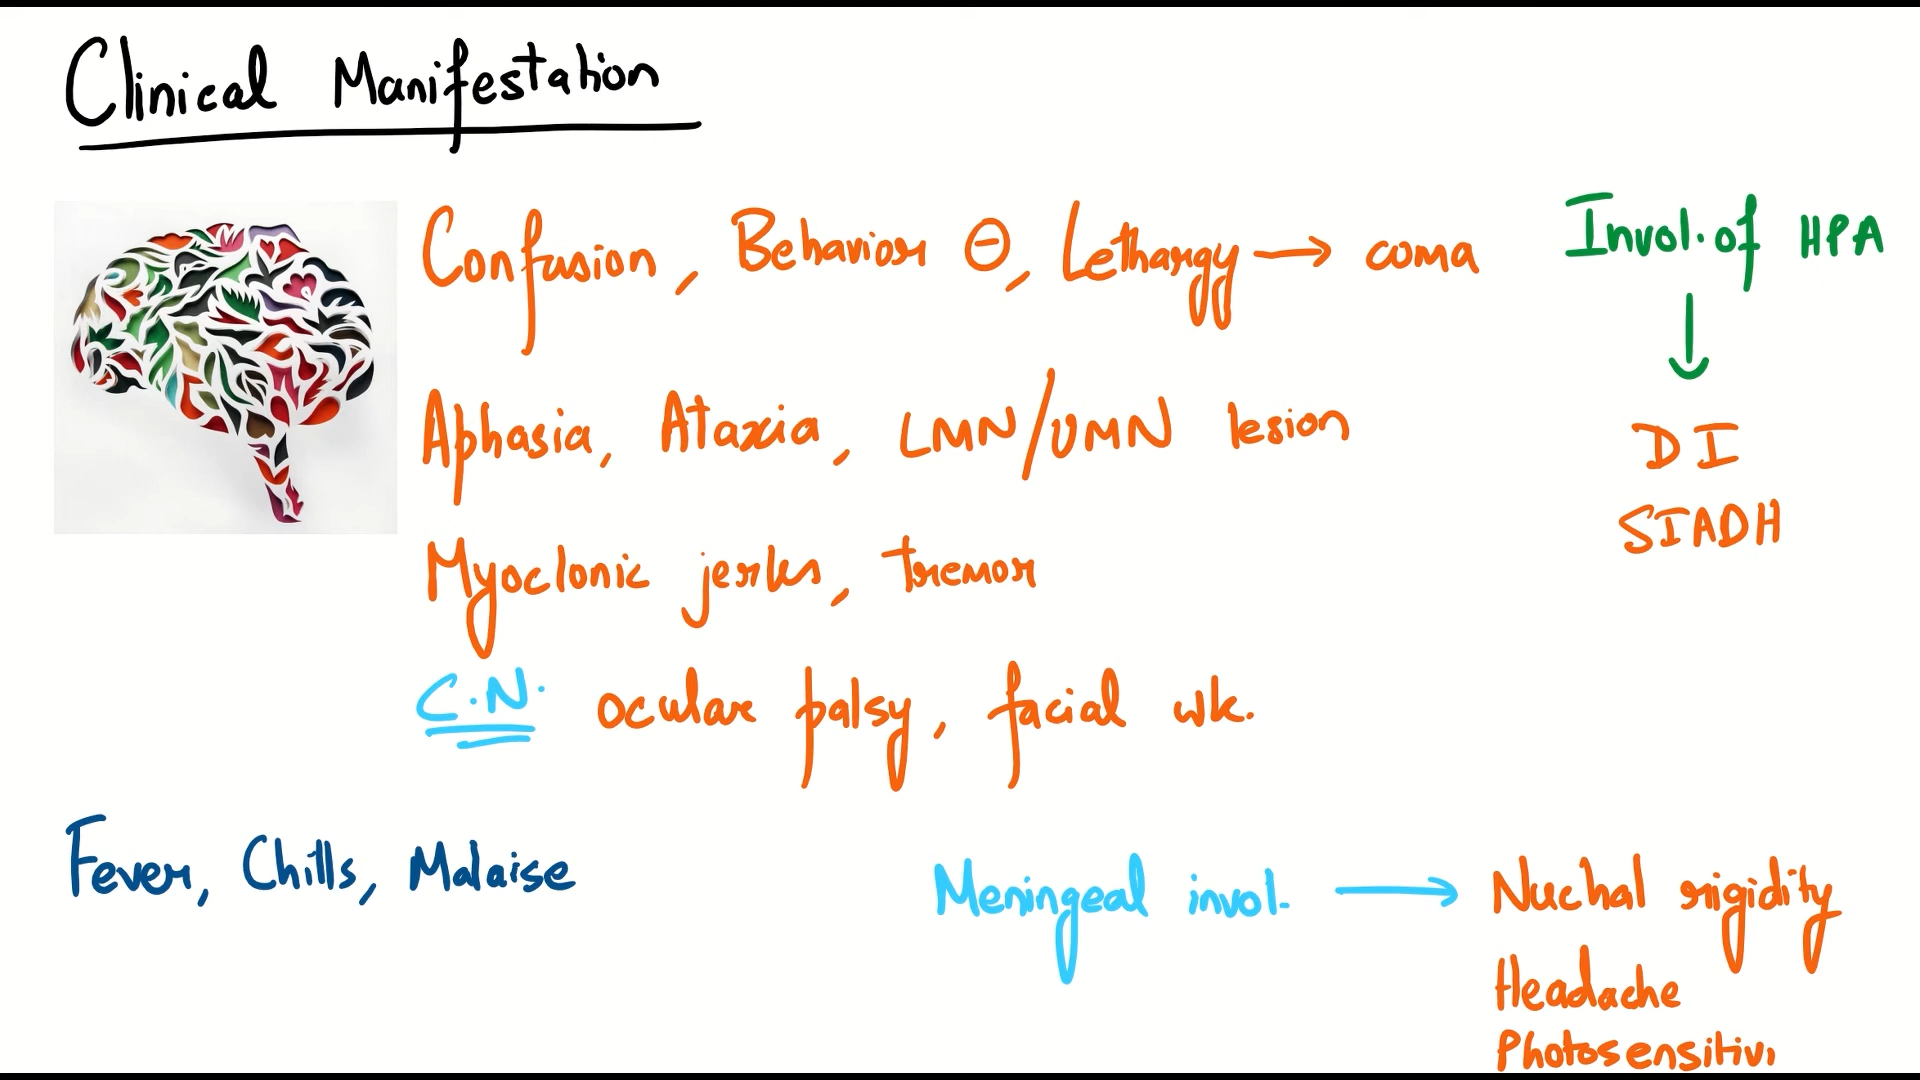 Clinical Manifestation
Confusion, Behavior ⊖, Lethargy → coma
Aphasia, Ataxia, LMN/UMN lesion
Myoclonic jerks, tremor
C.N. ocular palsy, facial wk.
Invol. of HPA
↓
DI
SIADH
Fever, Chills, Malaise
Meningeal invol. → Nuchal rigidity
Headache
Photosensitivi